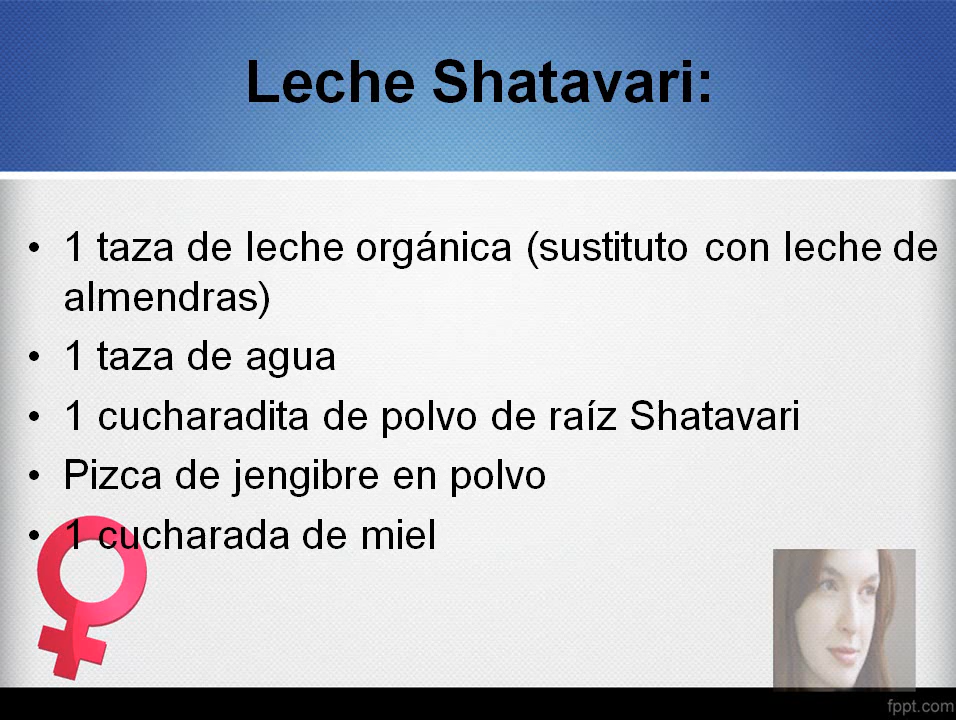 Leche Shatavari:
• 1 taza de leche orgánica (sustituto con leche de
almendras)
• 1 taza de agua
• 1 cucharadita de polvo de raíz Shatavari
• Pizca de jengibre en polvo
• 1 cucharada de miel
fppt.com